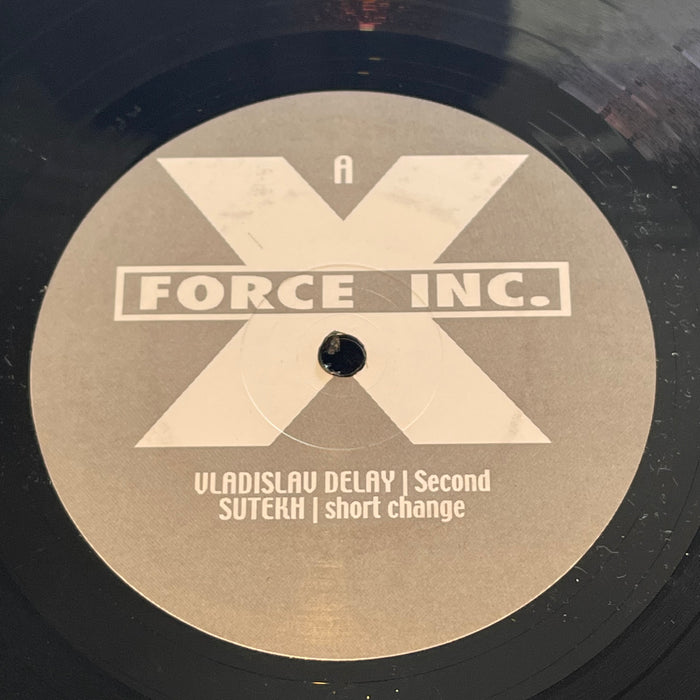 A
FORCE INC.
VLADISLAV DELAY | Second
SUTEKH | short change